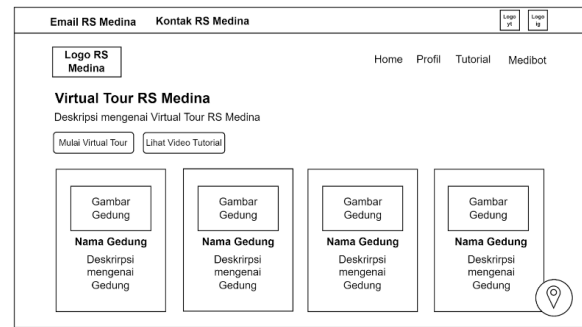 Email RS Medina Kontak RS Medina
Logo yt
Logo ig
Logo RS
Medina
Home Profil Tutorial Medibot
Virtual Tour RS Medina
Deskripsi mengenai Virtual Tour RS Medina
Mulai Virtual Tour
Lihat Video Tutorial
Gambar
Gedung
Nama Gedung
Deskrirpsi
mengenai
Gedung
Gambar
Gedung
Nama Gedung
Deskrirpsi
mengenai
Gedung
Gambar
Gedung
Nama Gedung
Deskrirpsi
mengenai
Gedung
Gambar
Gedung
Nama Gedung
Deskrirpsi
mengenai
Gedung